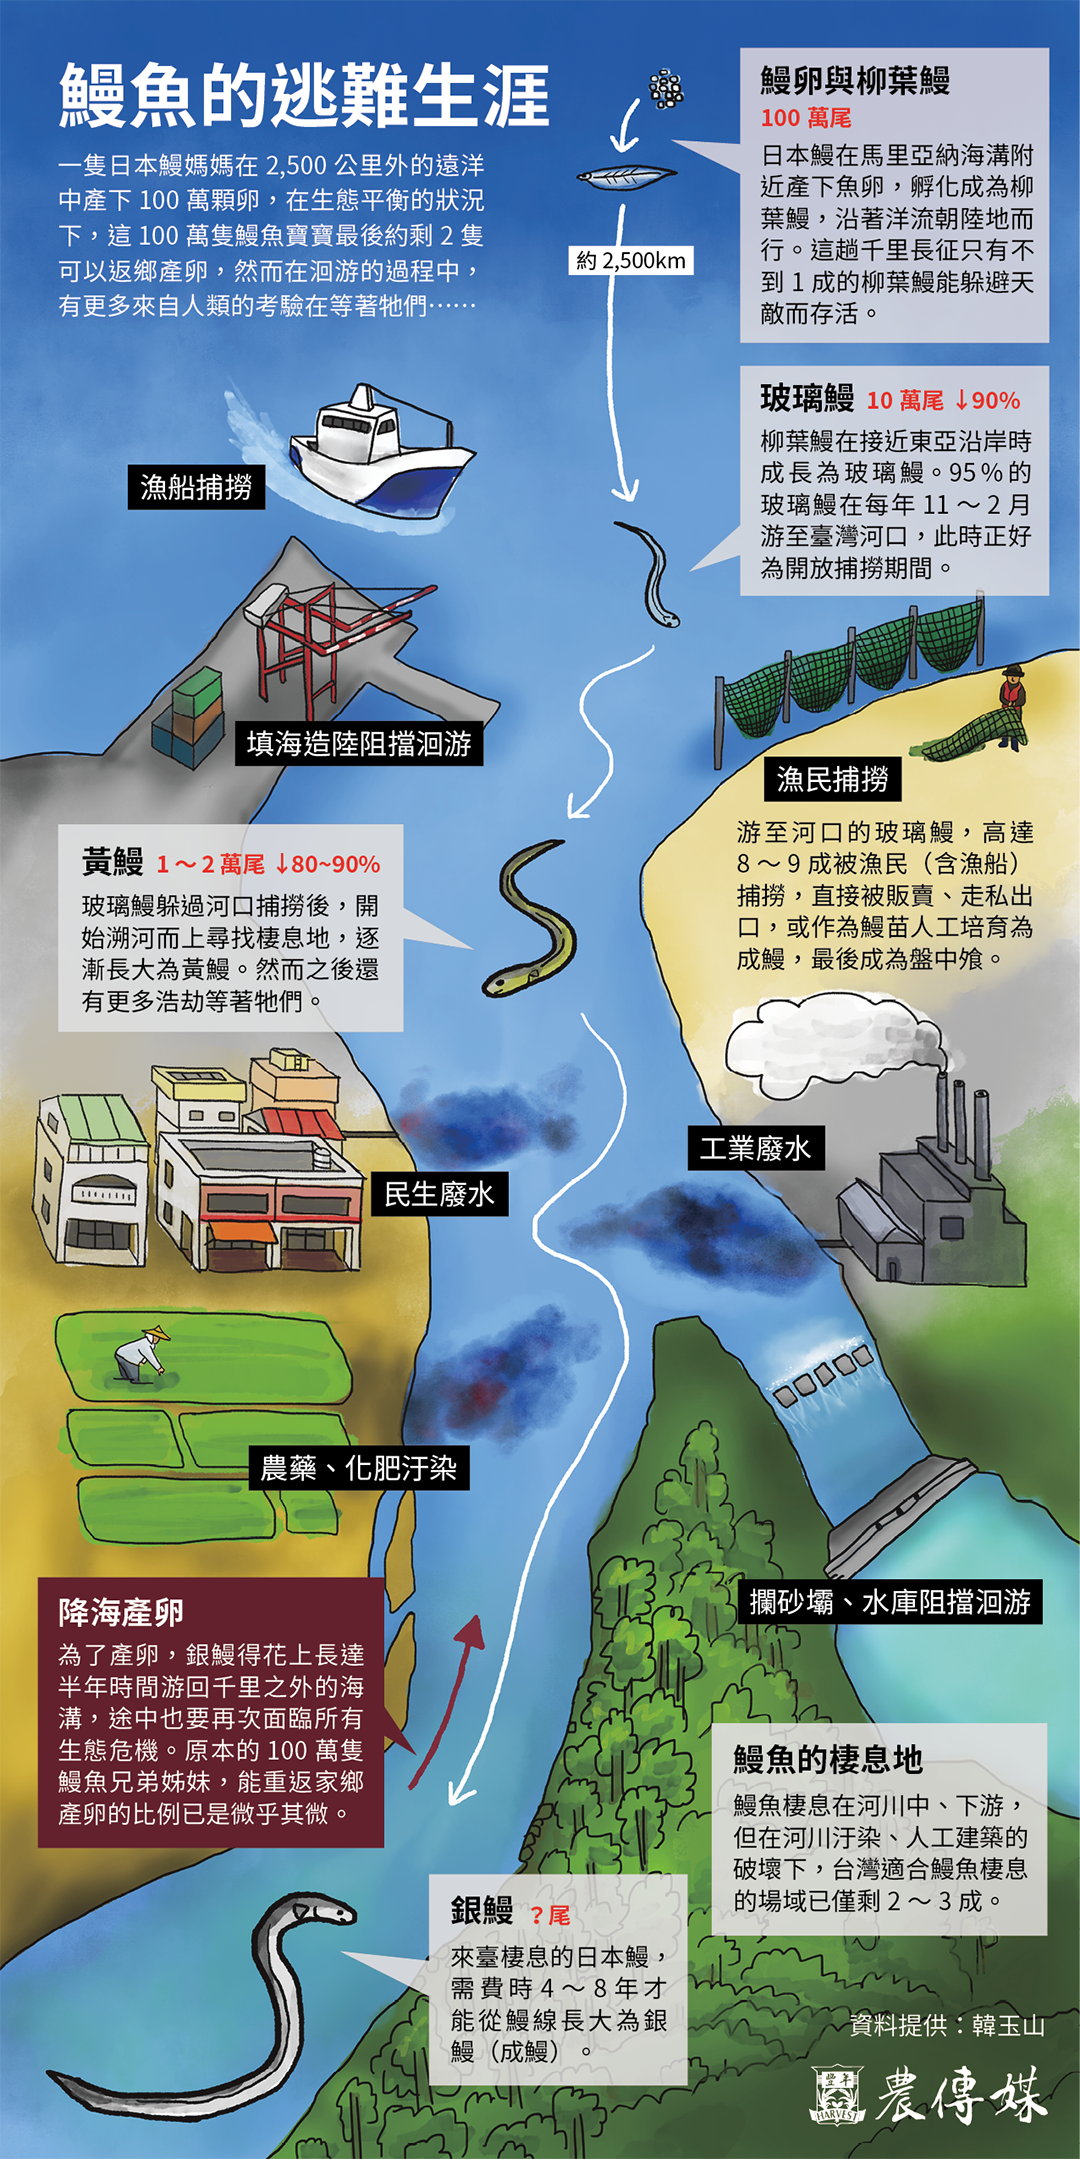 鰻魚的逃難生涯
一隻日本鰻媽媽在 2,500 公里外的遠洋
中產下 100 萬顆卵，在生態平衡的狀況
下，這 100 萬隻鰻魚寶寶最後約剩 2 隻
可以返鄉產卵，然而在洄游的過程中，
有更多來自人類的考驗在等著牠們……
鰻卵與柳葉鰻
100 萬尾
日本鰻在馬里亞納海溝附
近產下魚卵，孵化成為柳
葉鰻，沿著洋流朝陸地而
行。這趟千里長征只有不
到 1 成的柳葉鰻能躲避天
敵而存活。
約 2,500km
玻璃鰻 10 萬尾 ↓90%
柳葉鰻在接近東亞沿岸時
成長為玻璃鰻。95％的
玻璃鰻在每年 11～2 月
游至臺灣河口，此時正好
為開放捕撈期間。
漁船捕撈
填海造陸阻擋洄游
漁民捕撈
游至河口的玻璃鰻，高達
8～9 成被漁民（含漁船）
捕撈，直接被販賣、走私出
口，或作為鰻苗人工培育為
成鰻，最後成為盤中飧。
黃鰻 1～2 萬尾 ↓80~90%
玻璃鰻躲過河口捕撈後，開
始溯河而上尋找棲息地，逐
漸長大為黃鰻。然而之後還
有更多浩劫等著牠們。
工業廢水
民生廢水
農藥、化肥汙染
攔砂壩、水庫阻擋洄游
降海產卵
為了產卵，銀鰻得花上長達
半年時間游回千里之外的海
溝，途中也要再次面臨所有
生態危機。原本的 100 萬隻
鰻魚兄弟姊妹，能重返家鄉
產卵的比例已是微乎其微。
鰻魚的棲息地
鰻魚棲息在河川中、下游，
但在河川汙染、人工建築的
破壞下，台灣適合鰻魚棲息
的場域已僅剩 2～3 成。
銀鰻 ？尾
來臺棲息的日本鰻，
需費時 4～8 年才
能從鰻線長大為銀
鰻（成鰻）。
資料提供：韓玉山
豐年
HARVEST
農傳媒